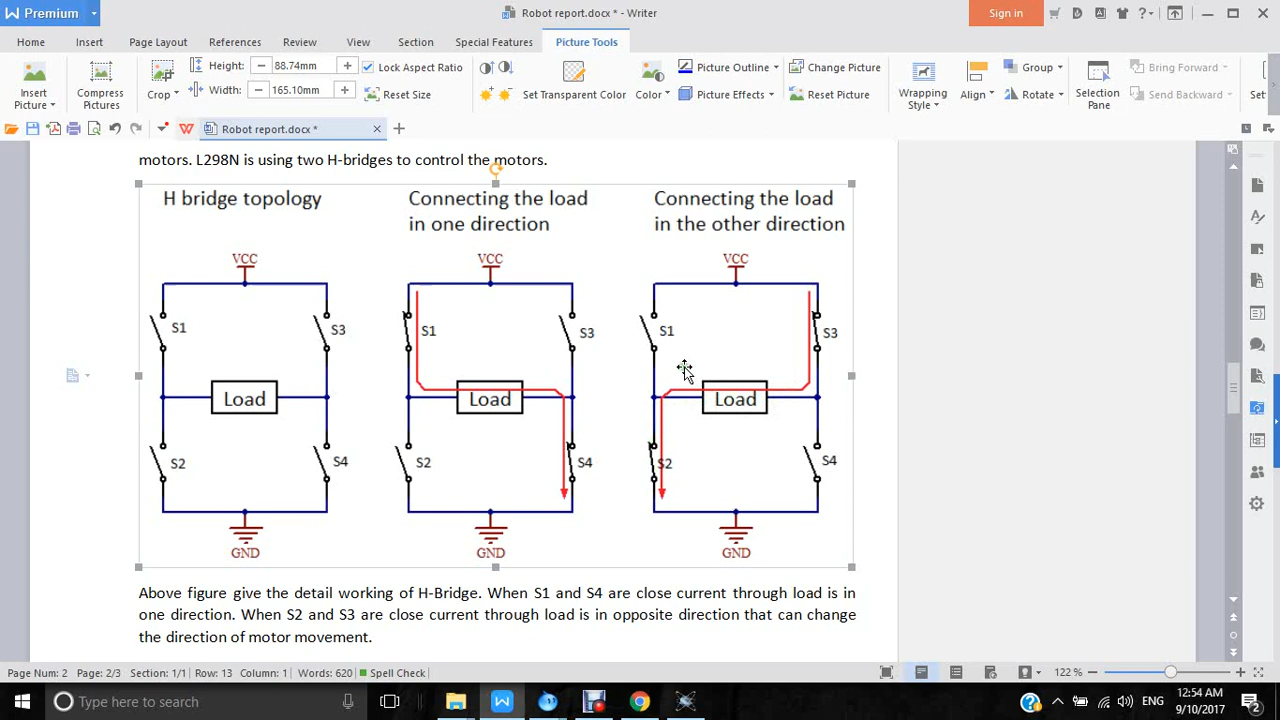 Premium
Robot report.docx * - Writer
Sign in
Home Insert Page Layout References Review View Section Special Features Picture Tools
Insert Picture
Compress Pictures
Crop
Height: 88.74mm
Width: 165.10mm
Lock Aspect Ratio
Reset Size
Set Transparent Color
Color
Picture Outline
Picture Effects
Change Picture
Reset Picture
Wrapping Style
Align
Group
Rotate
Selection Pane
Bring Forward
Send Backward
Robot report.docx *
motors. L298N is using two H-bridges to control the motors.
H bridge topology
VCC
S1
S3
Load
S2
S4
GND
Connecting the load
in one direction
VCC
S1
S3
Load
S2
S4
GND
Connecting the load
in the other direction
VCC
S1
S3
Load
S2
S4
GND
Above figure give the detail working of H-Bridge. When S1 and S4 are close current through load is in
one direction. When S2 and S3 are close current through load is in opposite direction that can change
the direction of motor movement.
Page Num: 2 Page: 2/3 Section: 1/1 Row: 13 Column: 1 Words: 620 Spell Check 122 %
Type here to search
ENG
12:54 AM
9/10/2017
2